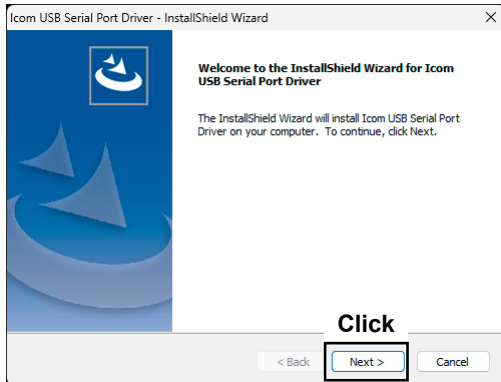 Icom USB Serial Port Driver - InstallShield Wizard
Welcome to the InstallShield Wizard for Icom
USB Serial Port Driver
The InstallShield Wizard will install Icom USB Serial Port
Driver on your computer. To continue, click Next.
Click
< Back
Next >
Cancel